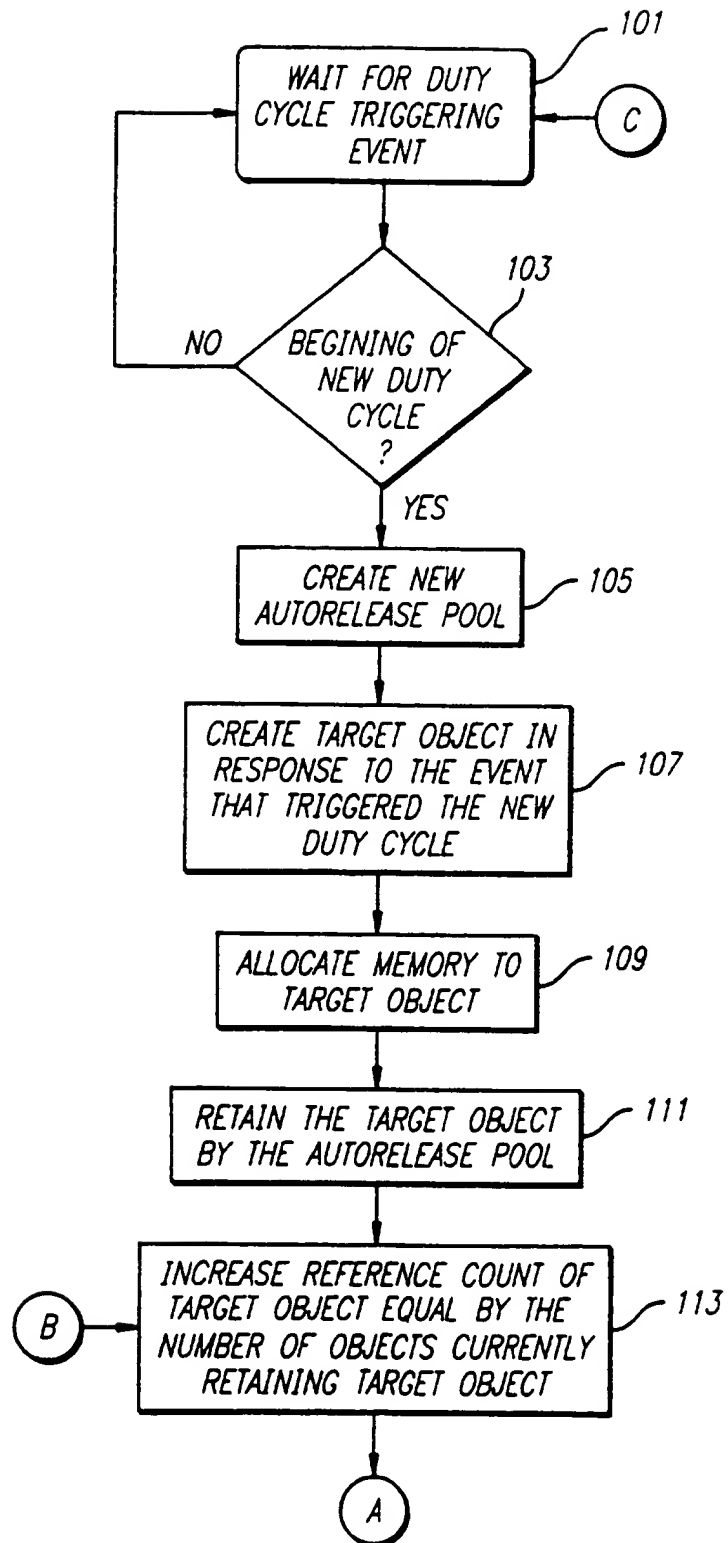 101
WAIT FOR DUTY
CYCLE TRIGGERING
EVENT
C
103
NO
BEGINING OF
NEW DUTY
CYCLE
?
YES
CREATE NEW
AUTORELEASE POOL
105
CREATE TARGET OBJECT IN
RESPONSE TO THE EVENT
THAT TRIGGERED THE NEW
DUTY CYCLE
107
ALLOCATE MEMORY TO
TARGET OBJECT
109
RETAIN THE TARGET OBJECT
BY THE AUTORELEASE POOL
111
B
INCREASE REFERENCE COUNT OF
TARGET OBJECT EQUAL BY THE
NUMBER OF OBJECTS CURRENTLY
RETAINING TARGET OBJECT
113
A